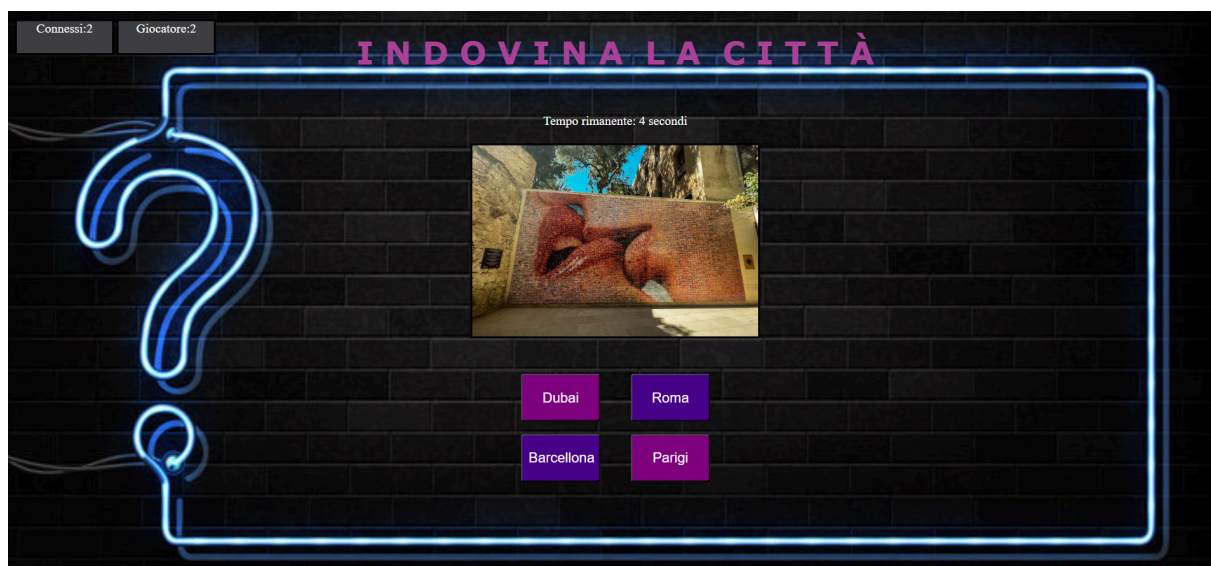 Connessi:2
Giocatore:2
INDOVINA LA CITTÀ
Tempo rimanente: 4 secondi
Dubai
Roma
Barcellona
Parigi